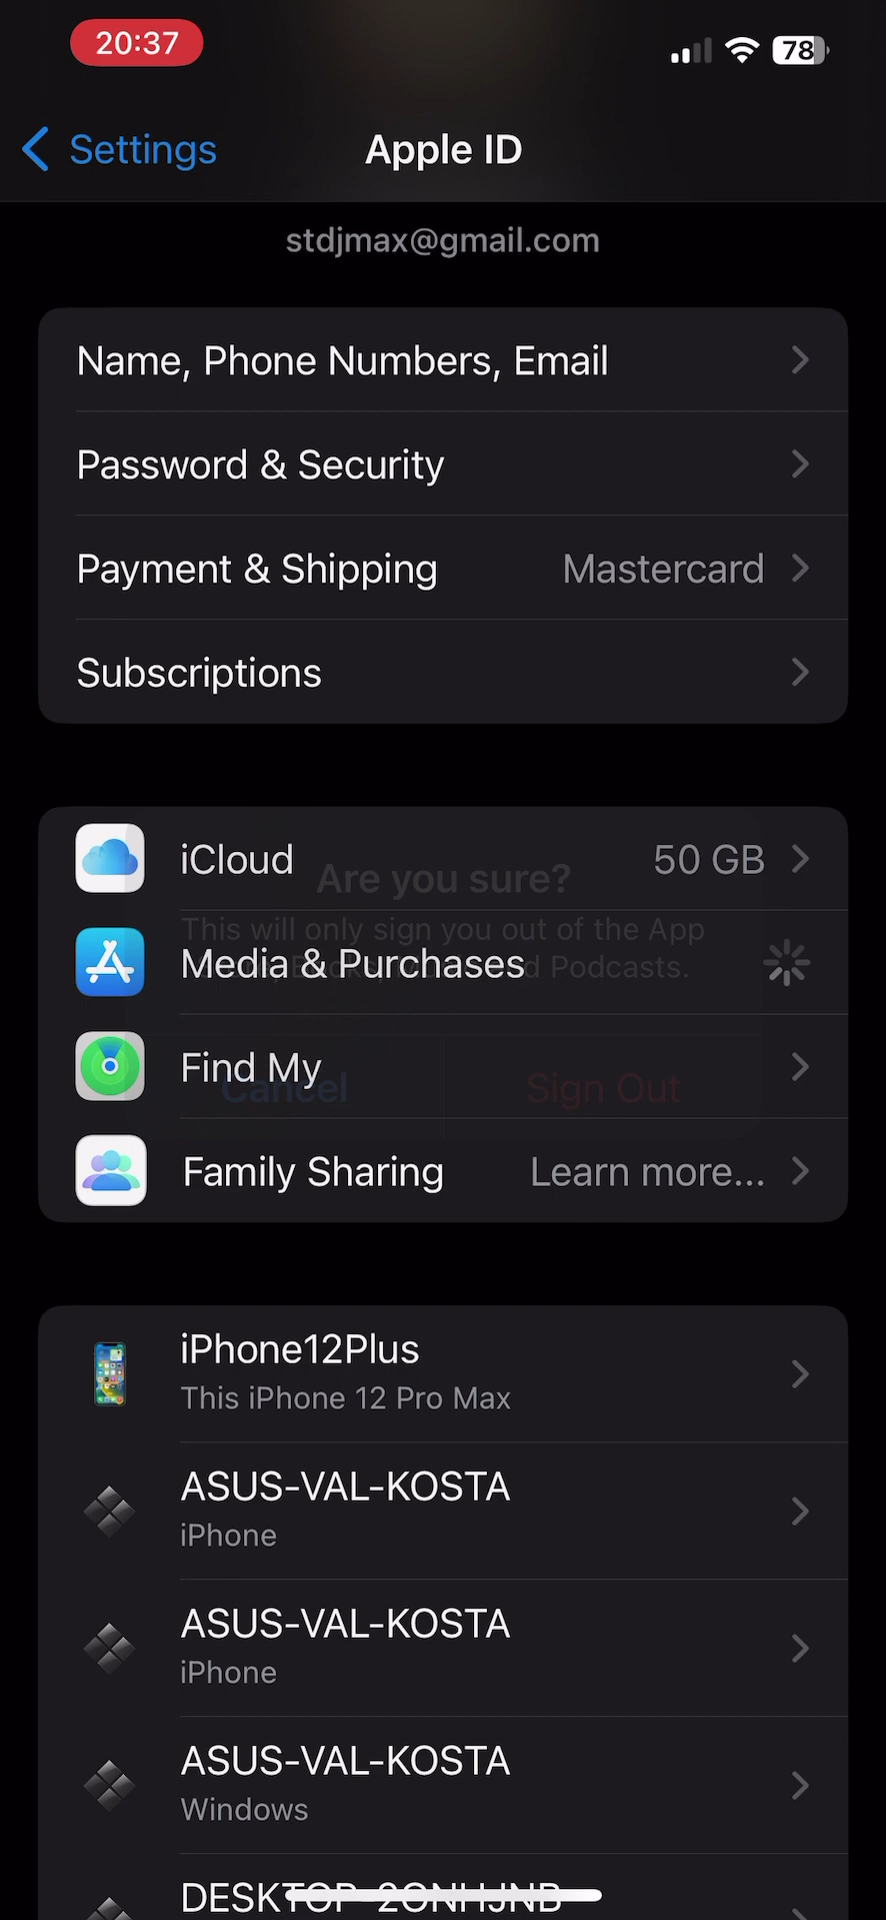 20:37
78
Settings
Apple ID
stdjmax@gmail.com
Name, Phone Numbers, Email
Password & Security
Payment & Shipping
Mastercard
Subscriptions
iCloud
50 GB
Are you sure?
This will only sign you out of the App
Media & Purchases
d Podcasts.
Find My
Cancel
Sign Out
Family Sharing
Learn more...
iPhone12Plus
This iPhone 12 Pro Max
ASUS-VAL-KOSTA
iPhone
ASUS-VAL-KOSTA
iPhone
ASUS-VAL-KOSTA
Windows
DESKTOP-2ONHJNB